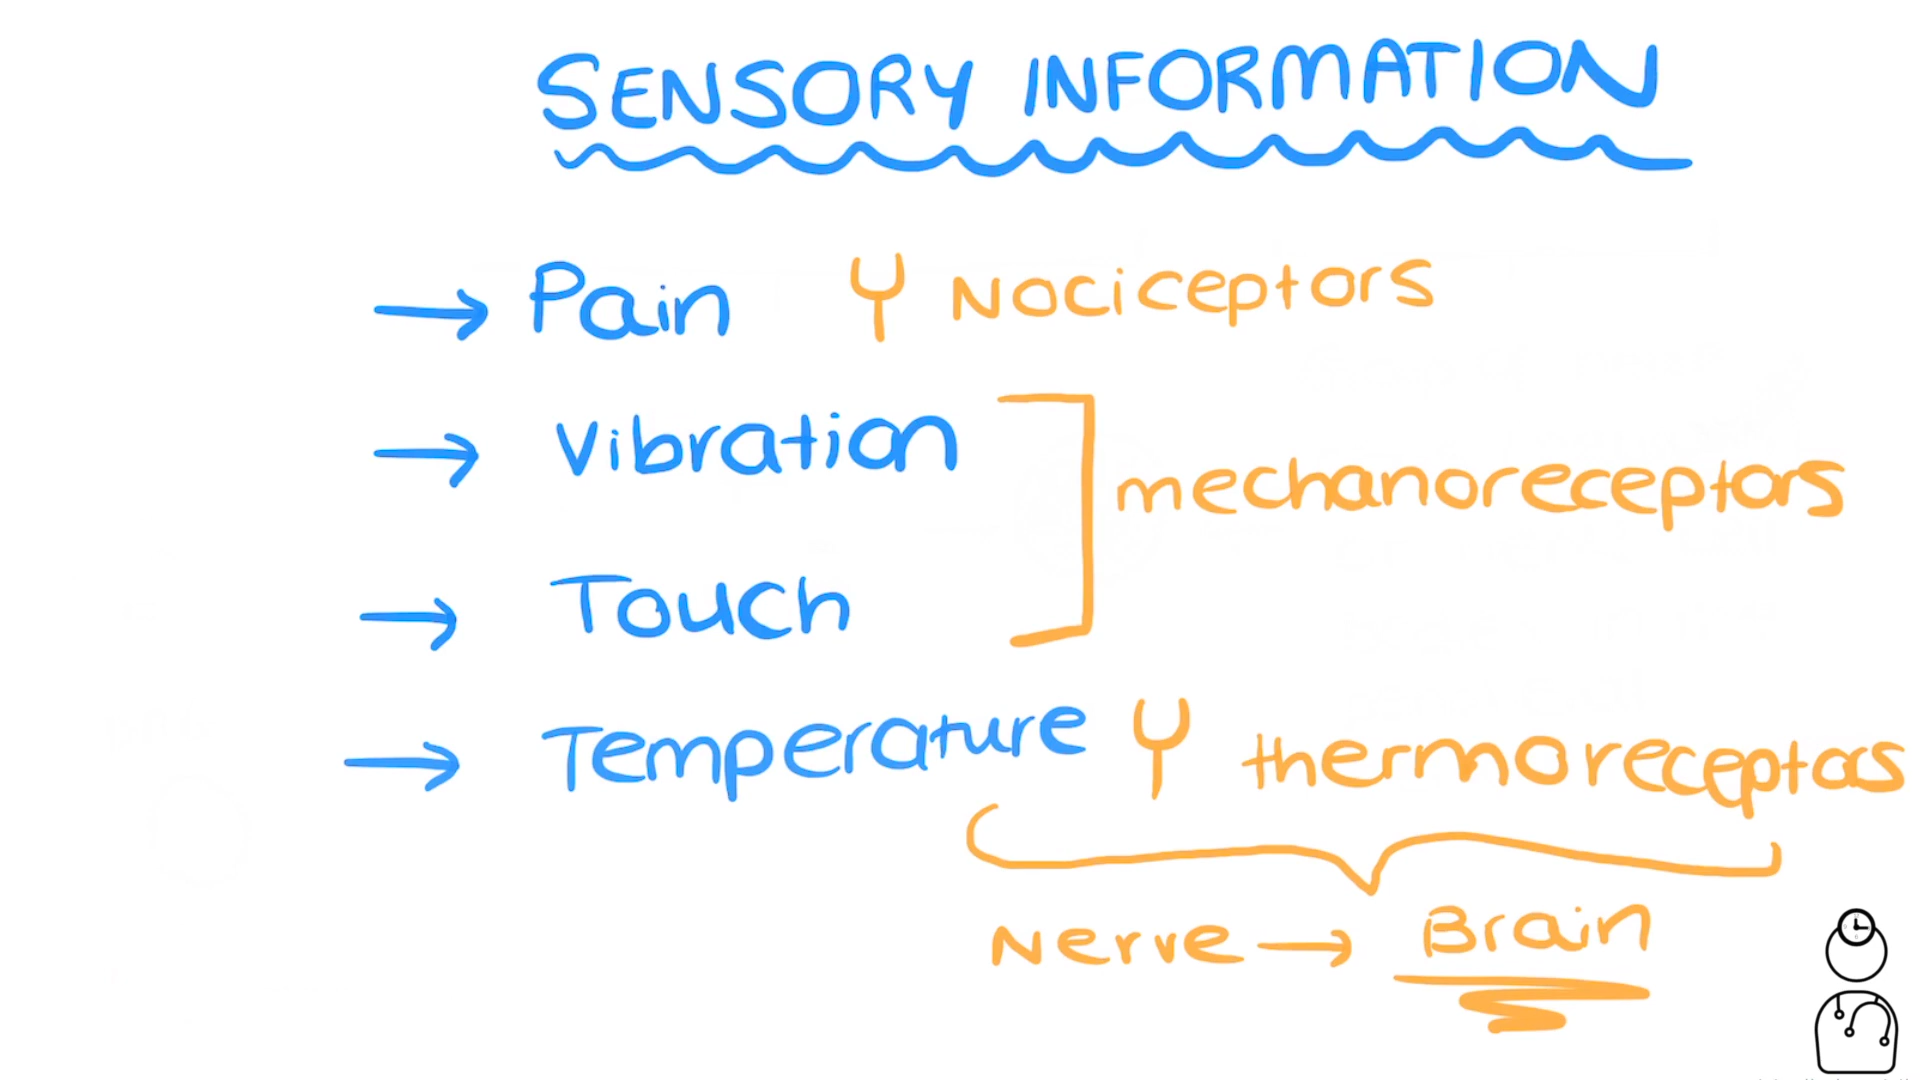 SENSORY INFORMATION
→ Pain Nociceptors
→ Vibration
mechanoreceptors
→ Touch
→ Temperature thermoreceptors
Nerve → Brain